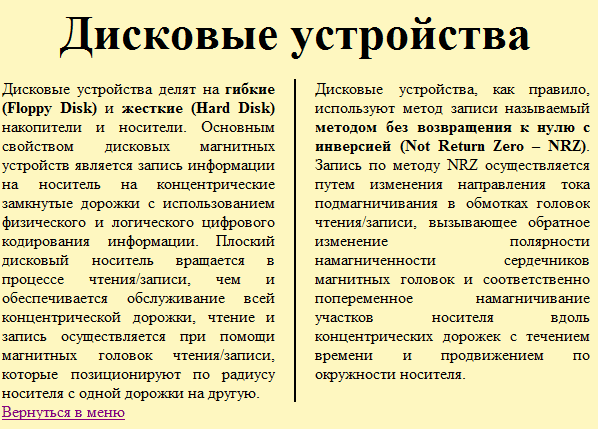 Дисковые устройства
Дисковые устройства делят на гибкие
(Floppy Disk) и жесткие (Hard Disk)
накопители и носители. Основным
свойством дисковых магнитных
устройств является запись информации
на носитель на концентрические
замкнутые дорожки с использованием
физического и логического цифрового
кодирования информации. Плоский
дисковый носитель вращается в
процессе чтения/записи, чем и
обеспечивается обслуживание всей
концентрической дорожки, чтение и
запись осуществляется при помощи
магнитных головок чтения/записи,
которые позиционируют по радиусу
носителя с одной дорожки на другую.
Дисковые устройства, как правило,
используют метод записи называемый
методом без возвращения к нулю с
инверсией (Not Return Zero – NRZ).
Запись по методу NRZ осуществляется
путем изменения направления тока
подмагничивания в обмотках головок
чтения/записи, вызывающее обратное
изменение полярности
намагниченности сердечников
магнитных головок и соответственно
попеременное намагничивание
участков носителя вдоль
концентрических дорожек с течением
времени и продвижением по
окружности носителя.
Вернуться в меню